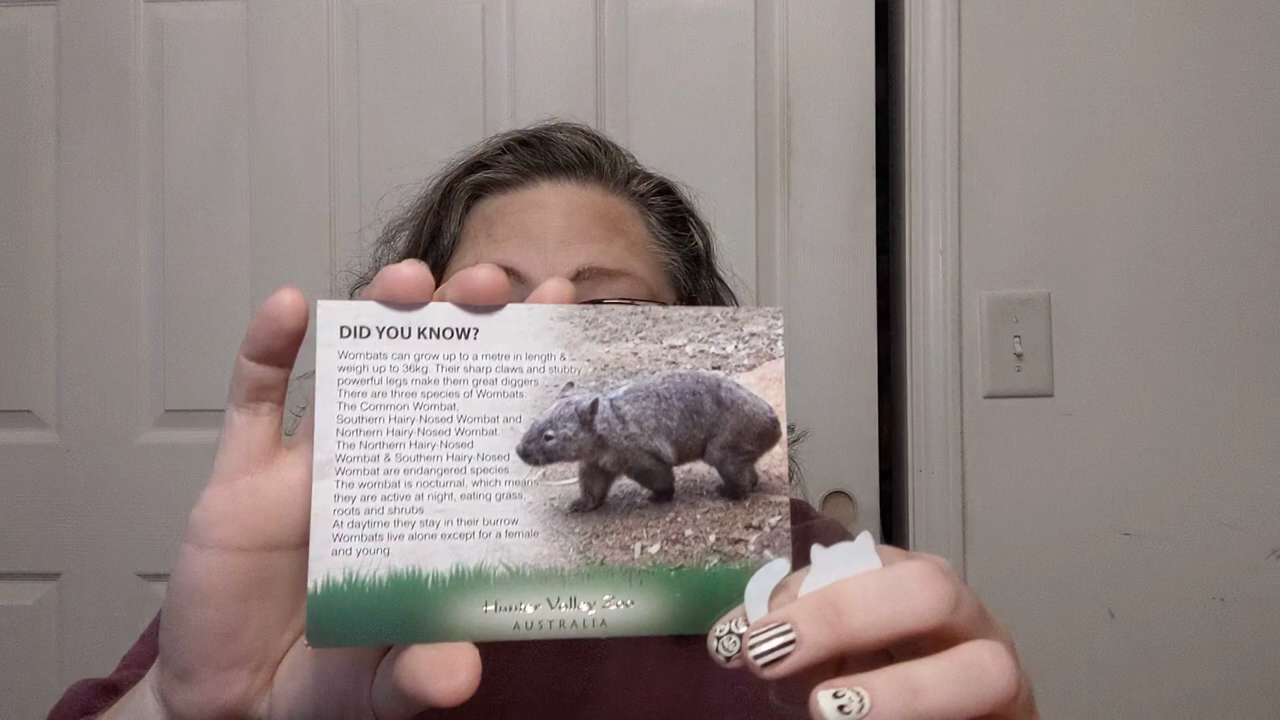 DID YOU KNOW?
Wombats can grow up to a metre in length &
weigh up to 36kg. Their sharp claws and stubby
powerful legs make them great diggers
There are three species of Wombats:
The Common Wombat,
Southern Hairy-Nosed Wombat and
Northern Hairy-Nosed Wombat.
The Northern Hairy-Nosed
Wombat & Southern Hairy-Nosed
Wombat are endangered species.
The wombat is nocturnal, which means
they are active at night, eating grass,
roots and shrubs.
At daytime they stay in their burrow
Wombats live alone except for a female
and young.
Hunter Valley Zoo
AUSTRALIA